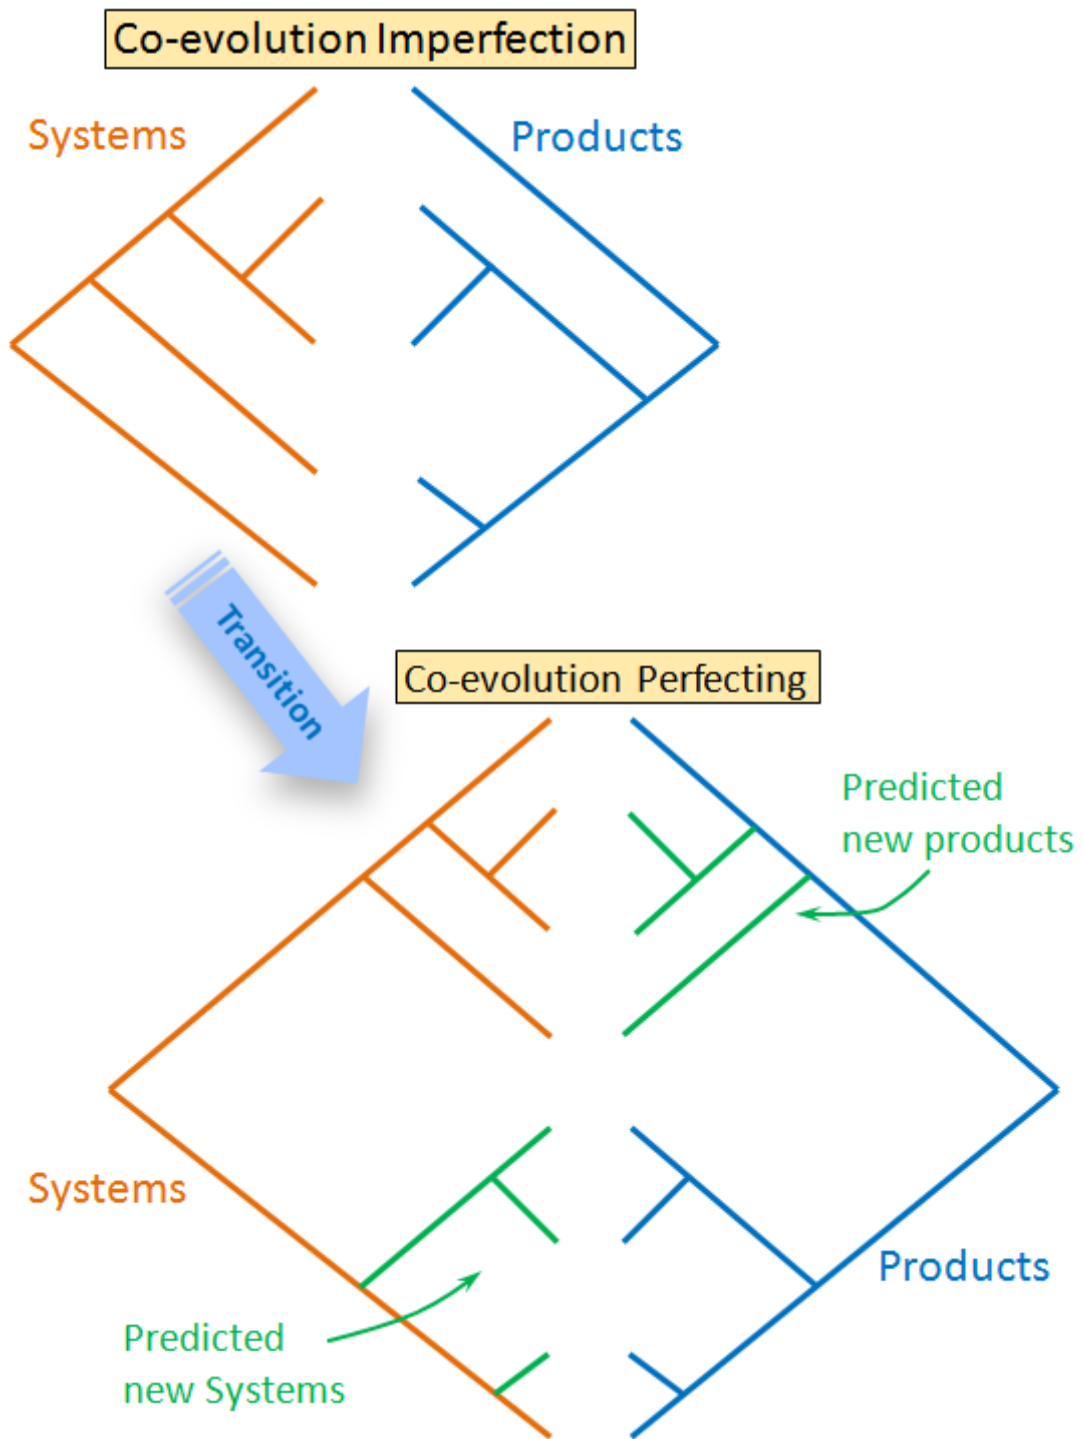 Co-evolution Imperfection
Systems
Products
Transition
Co-evolution Perfecting
Predicted
new products
Systems
Products
Predicted
new Systems